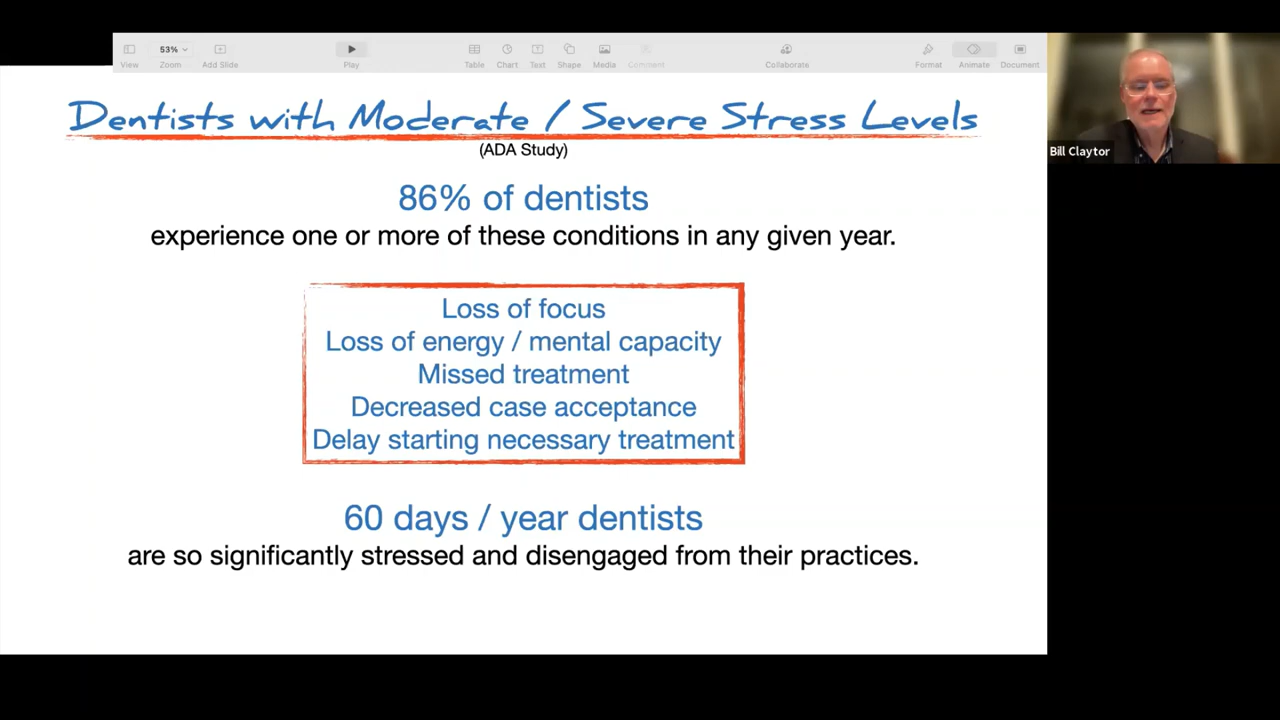 53%
View
Zoom
Add Slide
Play
Table
Chart
Text
Shape
Media
Comment
Collaborate
Format
Animate
Document
Dentists with Moderate / Severe Stress Levels
(ADA Study)
86% of dentists
experience one or more of these conditions in any given year.
Loss of focus
Loss of energy / mental capacity
Missed treatment
Decreased case acceptance
Delay starting necessary treatment
60 days / year dentists
are so significantly stressed and disengaged from their practices.
Bill Claytor